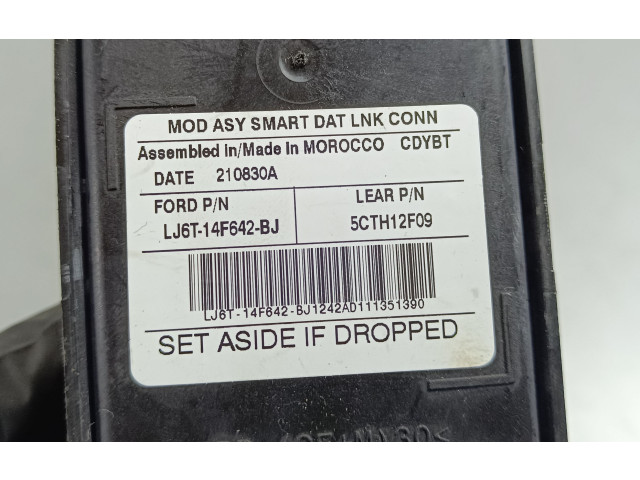 MOD ASY SMART DAT LNK CONN
Assembled in/Made in MOROCCO CDYBT
DATE 210830A
FORD P/N LEAR P/N
LJ6T-14F642-BJ 5CTH12F09
LJ6T-14F642-BJ1242AD111351390
SET ASIDE IF DROPPED